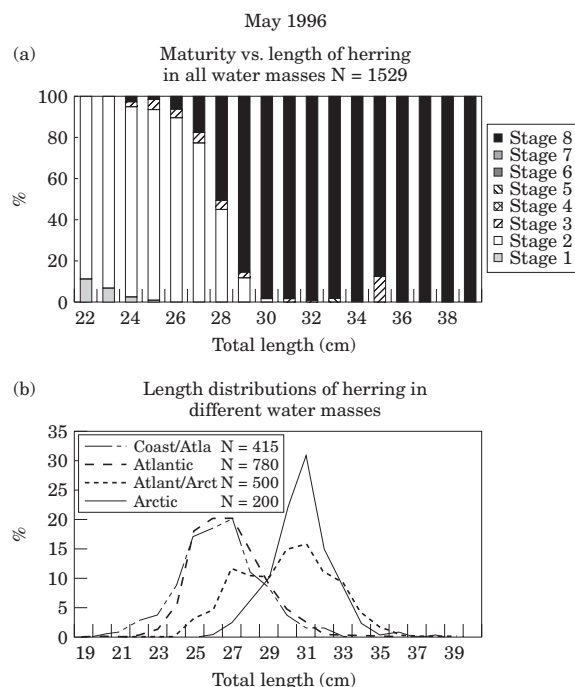 May 1996
(a)
Maturity vs. length of herring
in all water masses N = 1529
100
80
60
40
20
0
%
22 24 26 28 30 32 34 36 38
Total length (cm)
Stage 8
Stage 7
Stage 6
Stage 5
Stage 4
Stage 3
Stage 2
Stage 1
(b)
Length distributions of herring in
different water masses
35
30
25
20
15
10
5
0
%
Coast/Atla N = 415
Atlantic N = 780
Atlant/Arct N = 500
Arctic N = 200
19 21 23 25 27 29 31 33 35 37 39
Total length (cm)